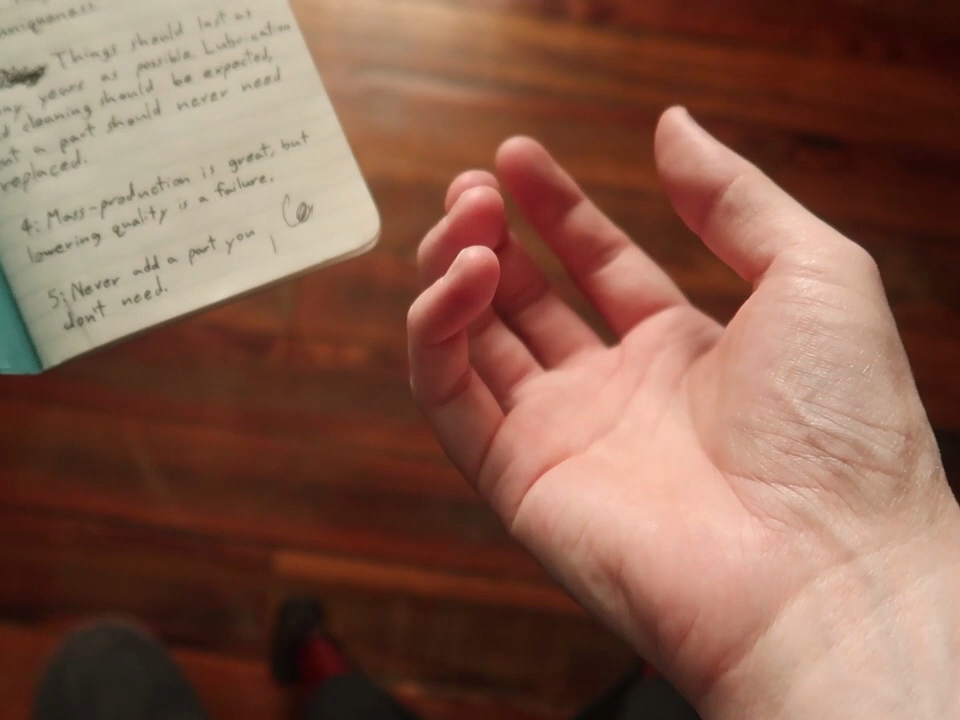 Things should last as
years as possible. Lubrication
cleaning should be expected,
a part should never need
replaced.
4: Mass-production is great, but
lowering quality is a failure.
5: Never add a part you
don't need.